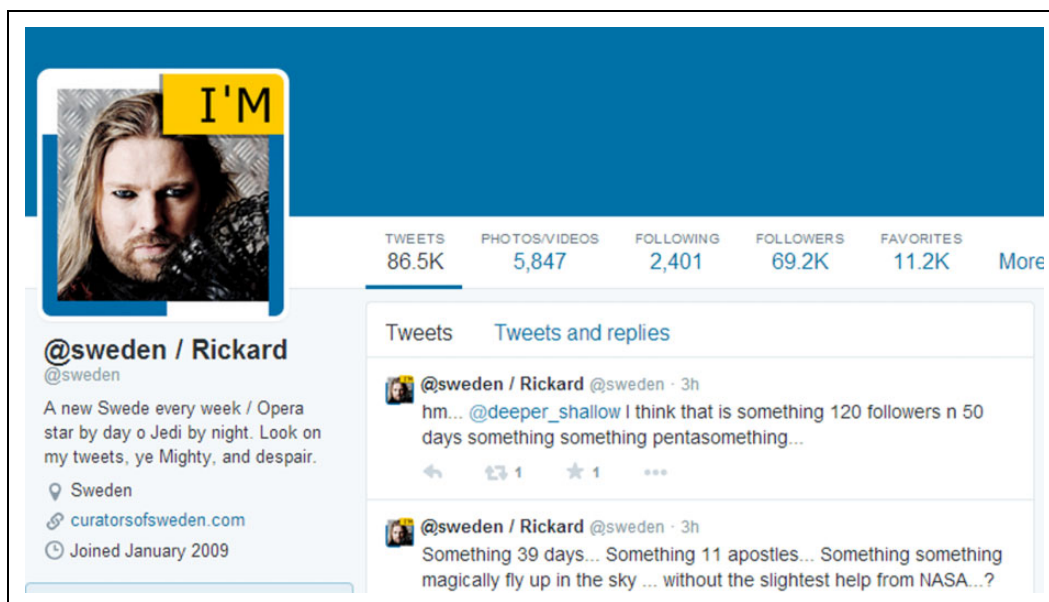 I'M
TWEETS PHOTOS/VIDEOS FOLLOWING FOLLOWERS FAVORITES
86.5K 5,847 2,401 69.2K 11.2K More
@sweden / Rickard
@sweden
A new Swede every week / Opera
star by day o Jedi by night. Look on
my tweets, ye Mighty, and despair.
Sweden
curatorsofsweden.com
Joined January 2009
Tweets Tweets and replies
@sweden / Rickard @sweden · 3h
hm... @deeper_shallow I think that is something 120 followers n 50
days something something pentasomething...
1 1
@sweden / Rickard @sweden · 3h
Something 39 days... Something 11 apostles... Something something
magically fly up in the sky ... without the slightest help from NASA...?